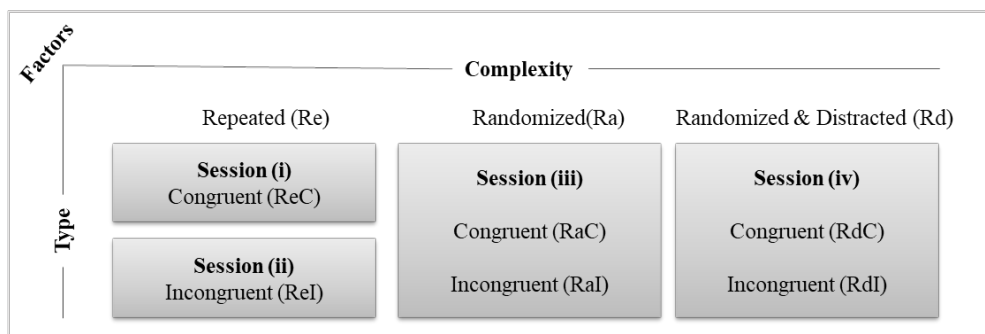 Factors
Complexity
Type
Repeated (Re)
Randomized(Ra)
Randomized & Distracted (Rd)
Session (i)
Congruent (ReC)
Session (ii)
Incongruent (ReI)
Session (iii)
Congruent (RaC)
Incongruent (RaI)
Session (iv)
Congruent (RdC)
Incongruent (RdI)